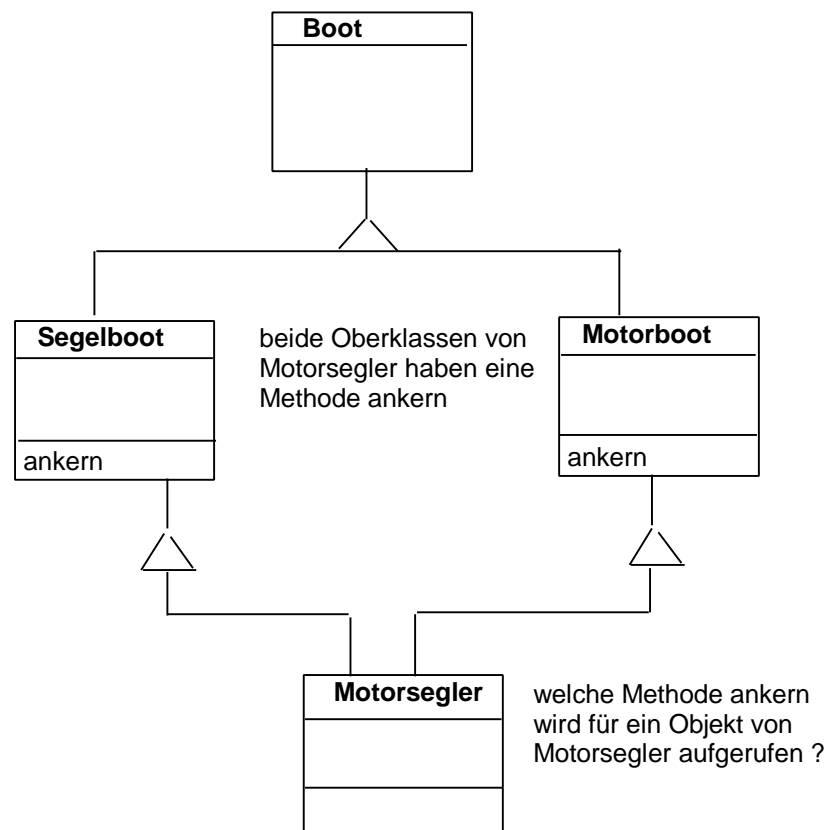 Boot
Segelboot
beide Oberklassen von
Motorsegler haben eine
Methode ankern
Motorboot
ankern
ankern
Motorsegler
welche Methode ankern
wird für ein Objekt von
Motorsegler aufgerufen ?